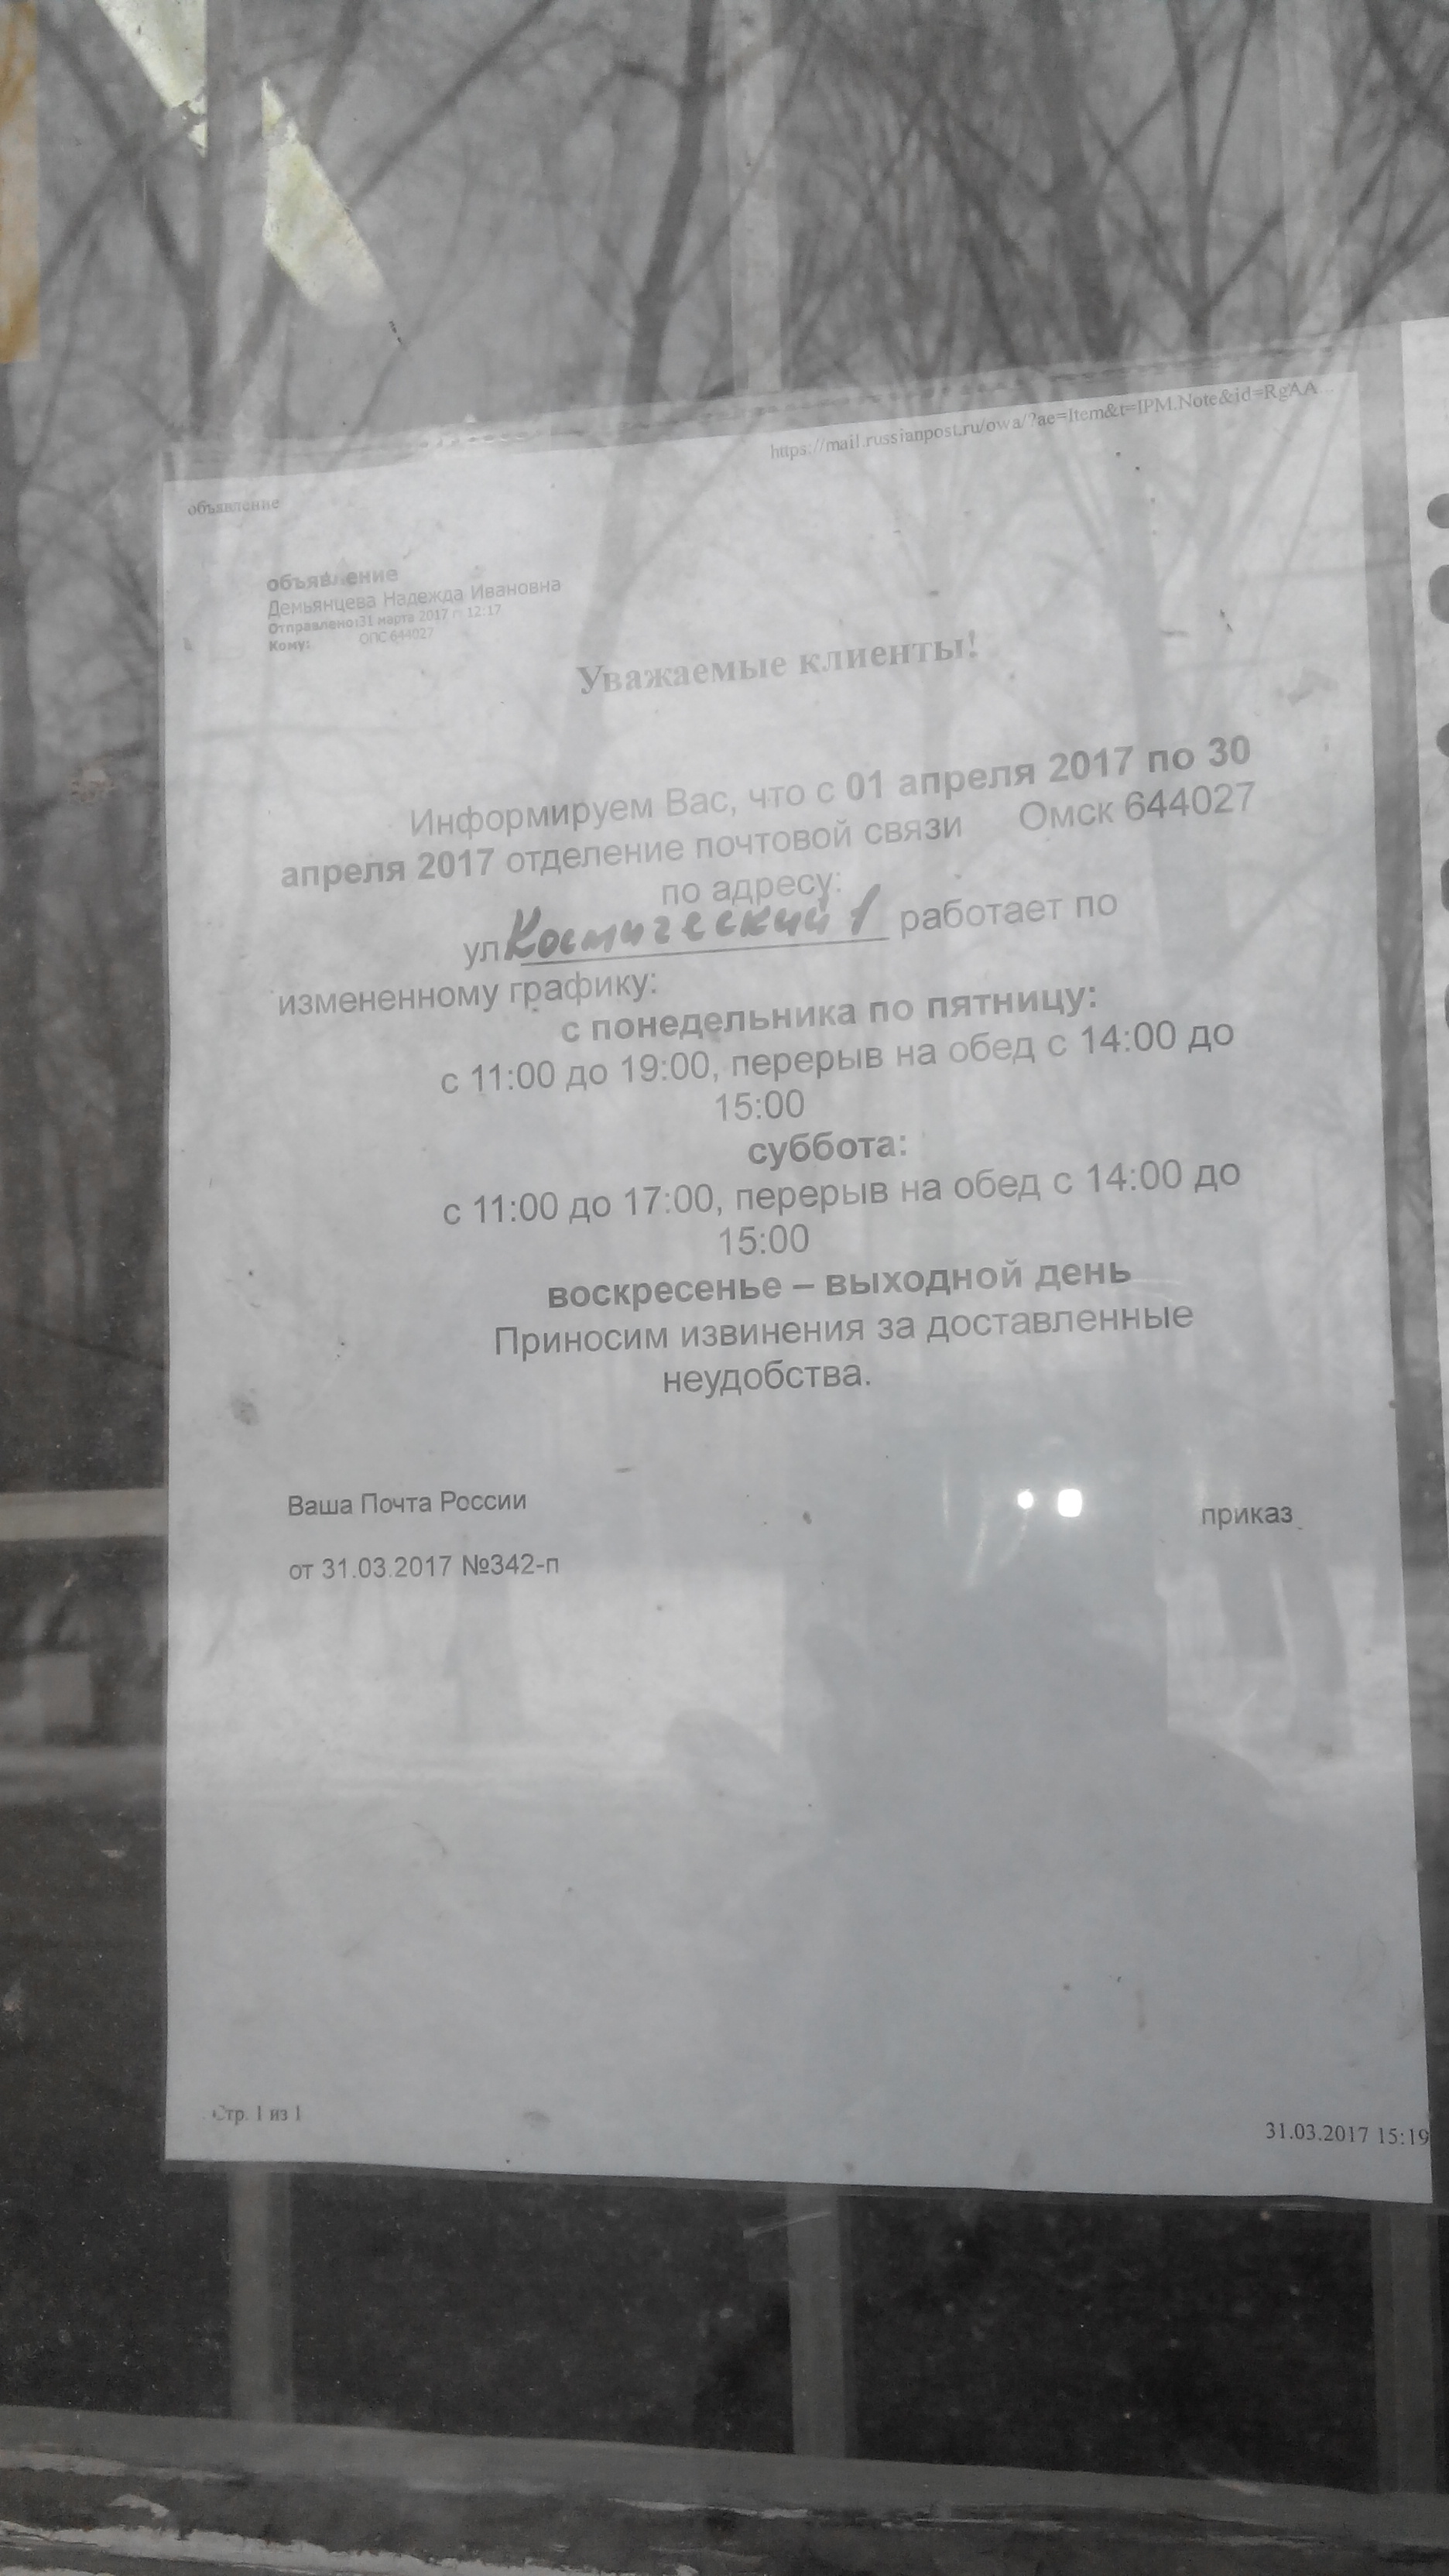 https://mail.russianpost.ru/owa/?ae=Item&t=IPM.Note&id=RgAA...
объявление
объявление
Демьянцева Надежда Ивановна
Отправлено:31 марта 2017 г. 12:17
Кому: ОПС 644027
Уважаемые клиенты!
Информируем Вас, что с 01 апреля 2017 по 30
апреля 2017 отделение почтовой связи Омск 644027
по адресу:
ул Космический 1 работает по
измененному графику:
с понедельника по пятницу:
с 11:00 до 19:00, перерыв на обед с 14:00 до
15:00
суббота:
с 11:00 до 17:00, перерыв на обед с 14:00 до
15:00
воскресенье – выходной день
Приносим извинения за доставленные
неудобства.
Ваша Почта России приказ
от 31.03.2017 №342-п
Стр. 1 из 1
31.03.2017 15:19